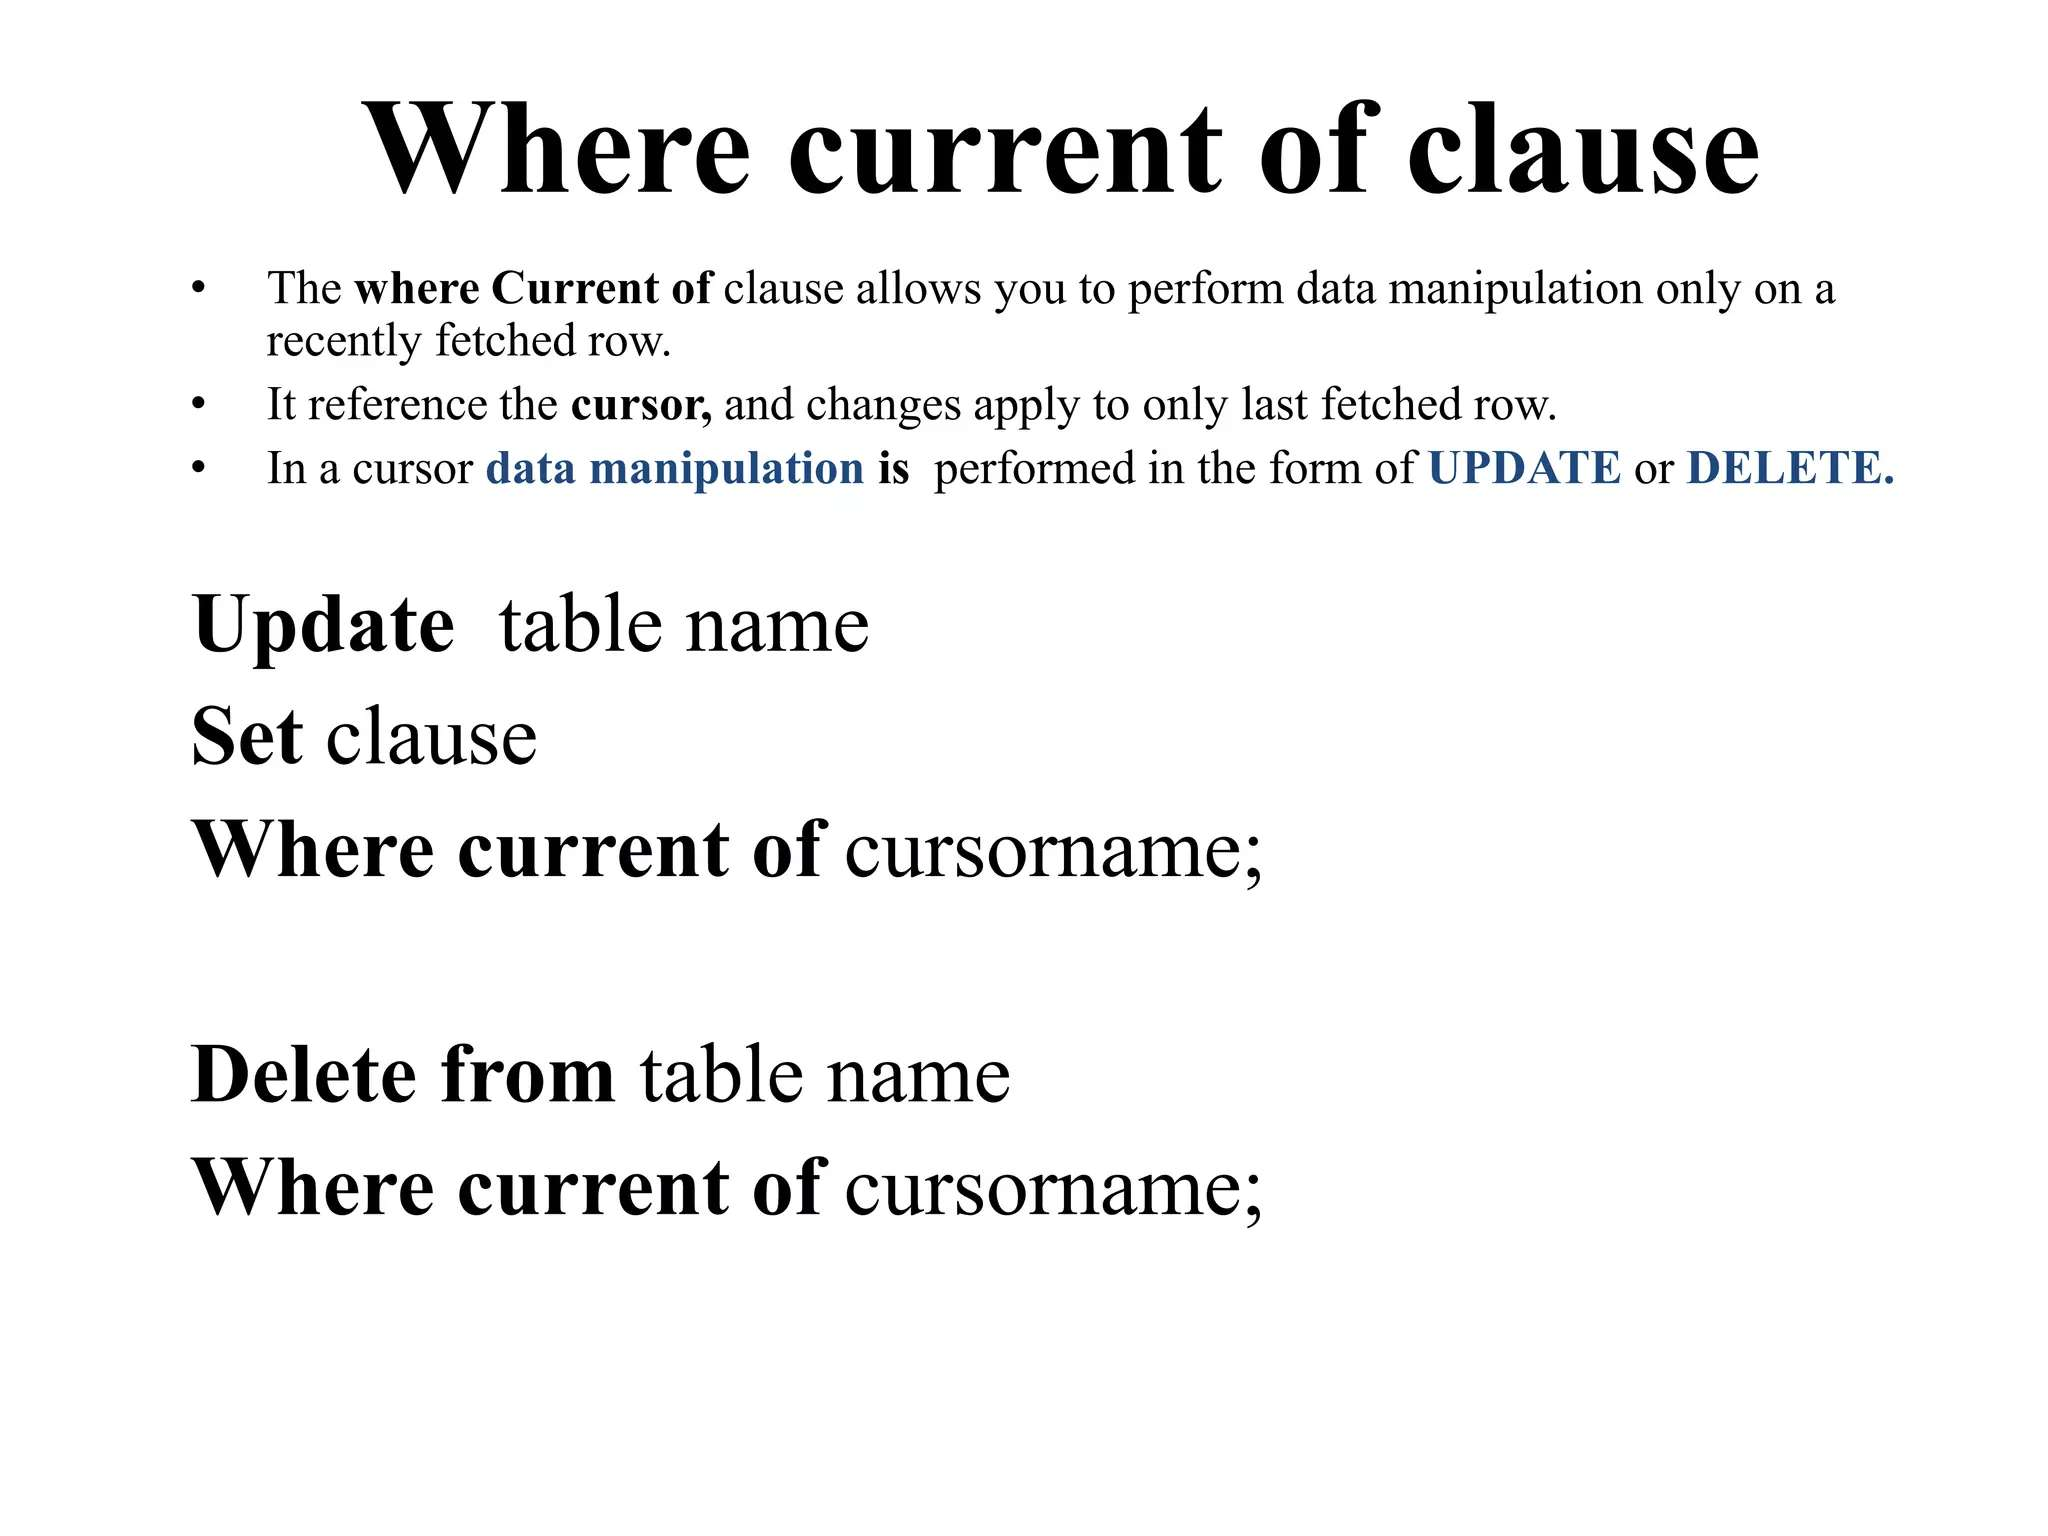 Where current of clause
• The where Current of clause allows you to perform data manipulation only on a
recently fetched row.
• It reference the cursor, and changes apply to only last fetched row.
• In a cursor data manipulation is  performed in the form of UPDATE or DELETE.
Update  table name
Set clause
Where current of cursorname;
Delete from table name
Where current of cursorname;